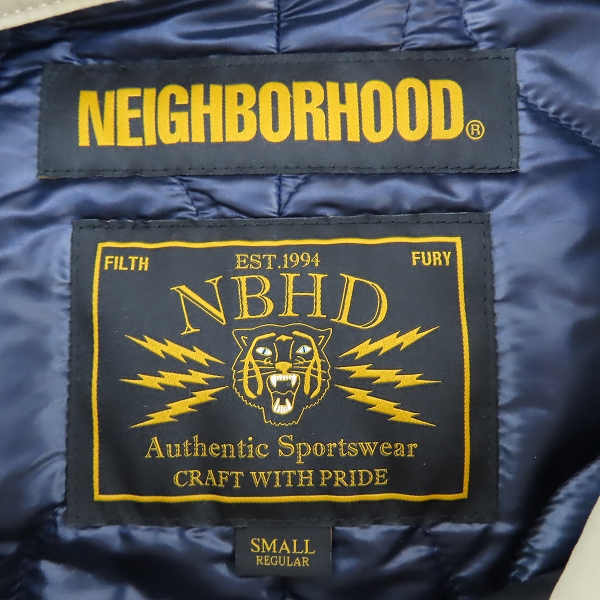 NEIGHBORHOOD®
FILTH EST.1994 FURY
NBHD
Authentic Sportswear
CRAFT WITH PRIDE
SMALL
REGULAR